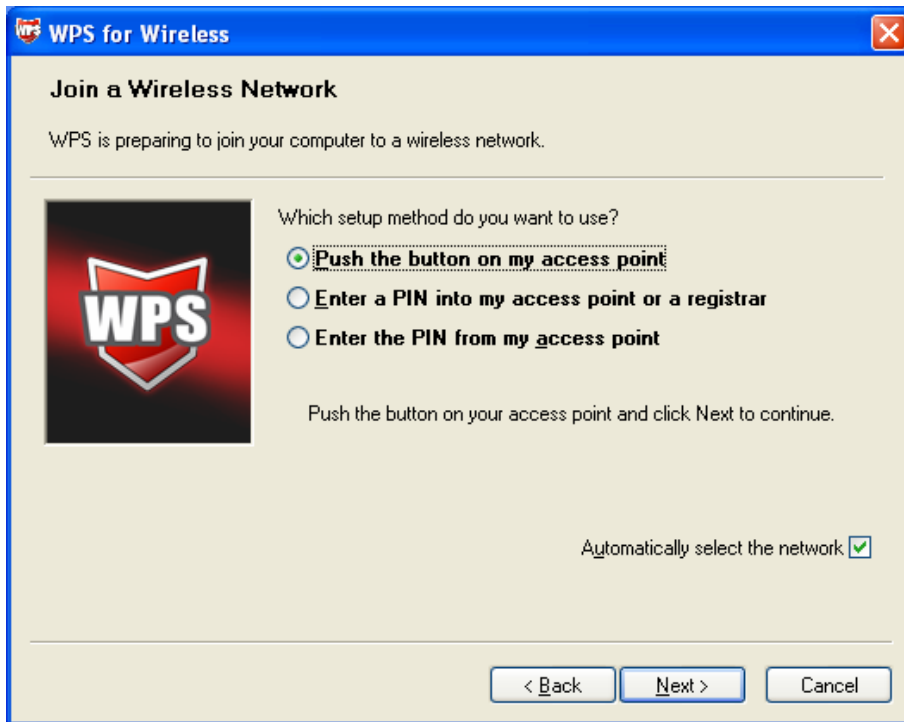 WPS for Wireless
Join a Wireless Network
WPS is preparing to join your computer to a wireless network.
WPS
Which setup method do you want to use?
Push the button on my access point
Enter a PIN into my access point or a registrar
Enter the PIN from my access point
Push the button on your access point and click Next to continue.
Automatically select the network
< Back
Next >
Cancel